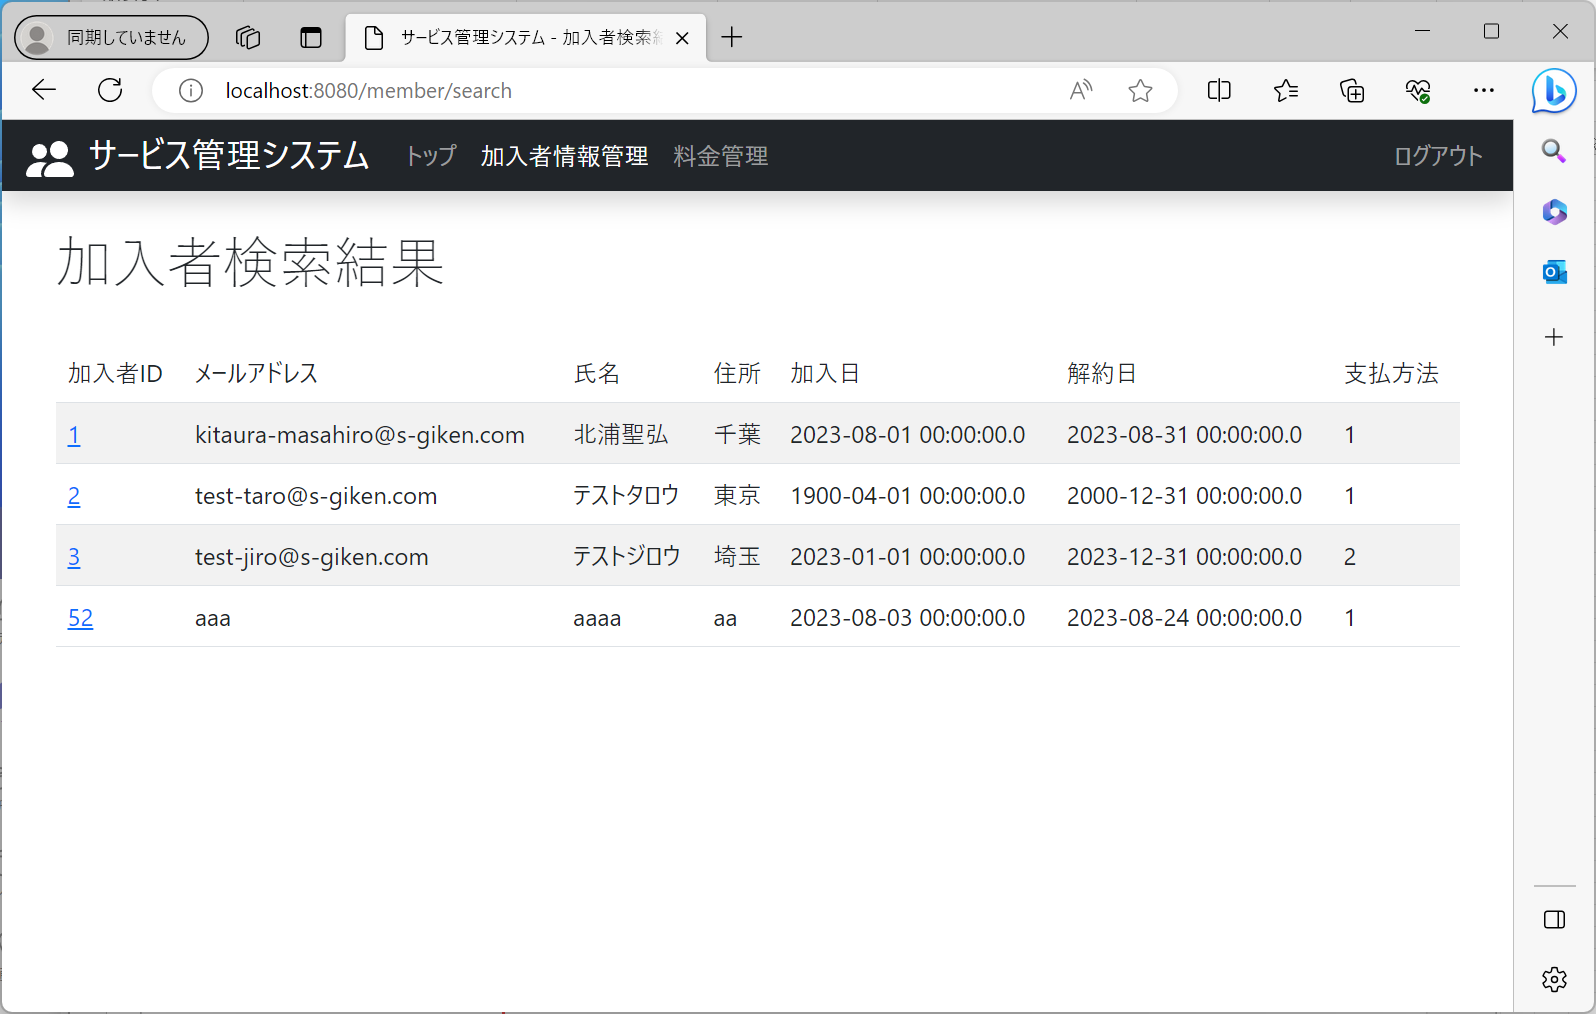 同期していません
サービス管理システム - 加入者検索結
localhost:8080/member/search
サービス管理システム トップ 加入者情報管理 料金管理 ログアウト
加入者検索結果
加入者ID メールアドレス 氏名 住所 加入日 解約日 支払方法
1 kitaura-masahiro@s-giken.com 北浦聖弘 千葉 2023-08-01 00:00:00.0 2023-08-31 00:00:00.0 1
2 test-taro@s-giken.com テストタロウ 東京 1900-04-01 00:00:00.0 2000-12-31 00:00:00.0 1
3 test-jiro@s-giken.com テストジロウ 埼玉 2023-01-01 00:00:00.0 2023-12-31 00:00:00.0 2
52 aaa aaaa aa 2023-08-03 00:00:00.0 2023-08-24 00:00:00.0 1